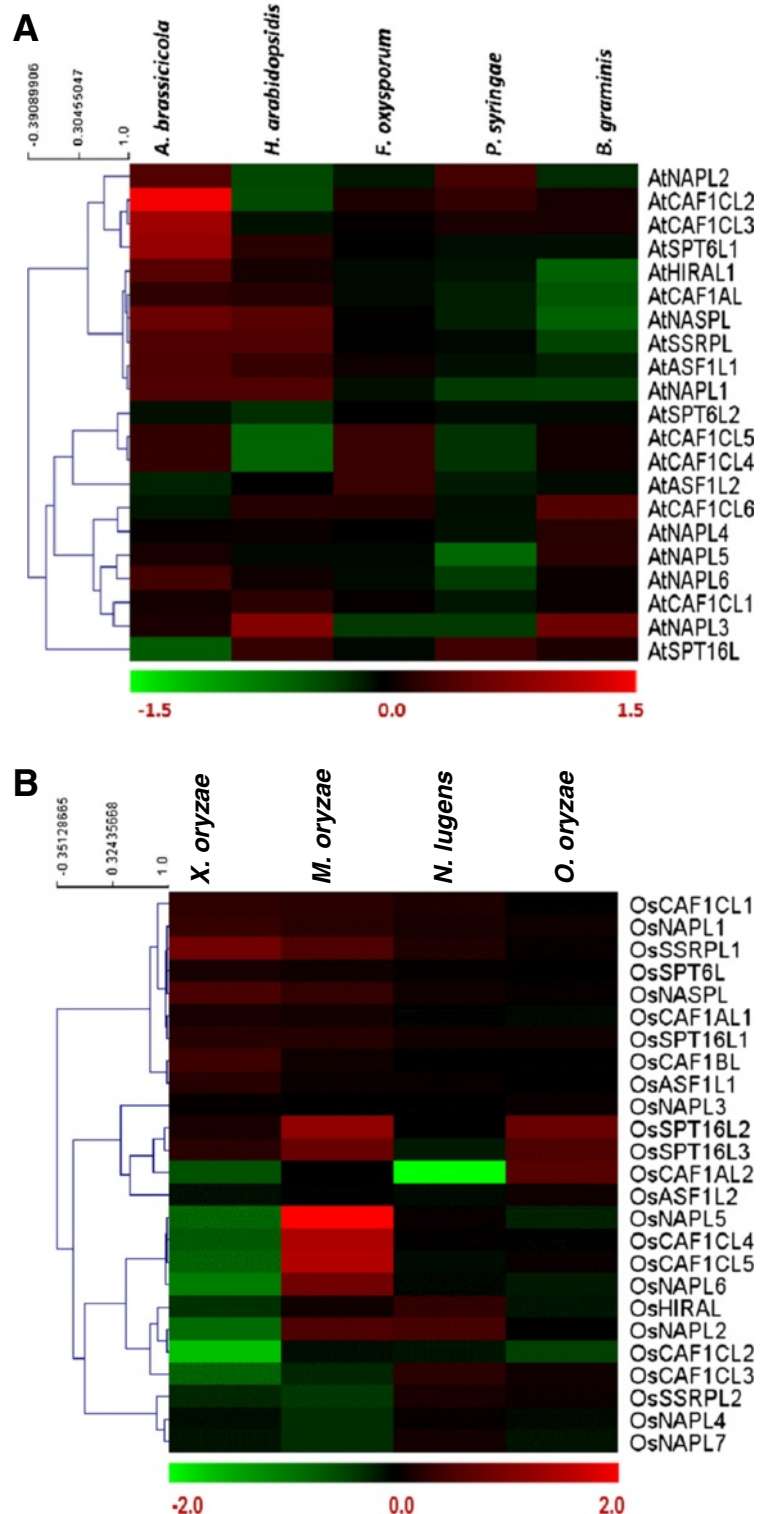 A
-0.39089906
0.30455047
1.0
A. brassicicola
H. arabidopsidis
F. oxysporum
P. syringae
B. graminis
AtNAPL2
AtCAF1CL2
AtCAF1CL3
AtSPT6L1
AtHIRAL1
AtCAF1AL
AtNASPL
AtSSRPL
AtASF1L1
AtNAPL1
AtSPT6L2
AtCAF1CL5
AtCAF1CL4
AtASF1L2
AtCAF1CL6
AtNAPL4
AtNAPL5
AtNAPL6
AtCAF1CL1
AtNAPL3
AtSPT16L
-1.5 0.0 1.5
B
-0.35128665
0.32435668
1.0
X. oryzae
M. oryzae
N. lugens
O. oryzae
OsCAF1CL1
OsNAPL1
OsSSRPL1
OsSPT6L
OsNASPL
OsCAF1AL1
OsSPT16L1
OsCAF1BL
OsASF1L1
OsNAPL3
OsSPT16L2
OsSPT16L3
OsCAF1AL2
OsASF1L2
OsNAPL5
OsCAF1CL4
OsCAF1CL5
OsNAPL6
OsHIRAL
OsNAPL2
OsCAF1CL2
OsCAF1CL3
OsSSRPL2
OsNAPL4
OsNAPL7
-2.0 0.0 2.0